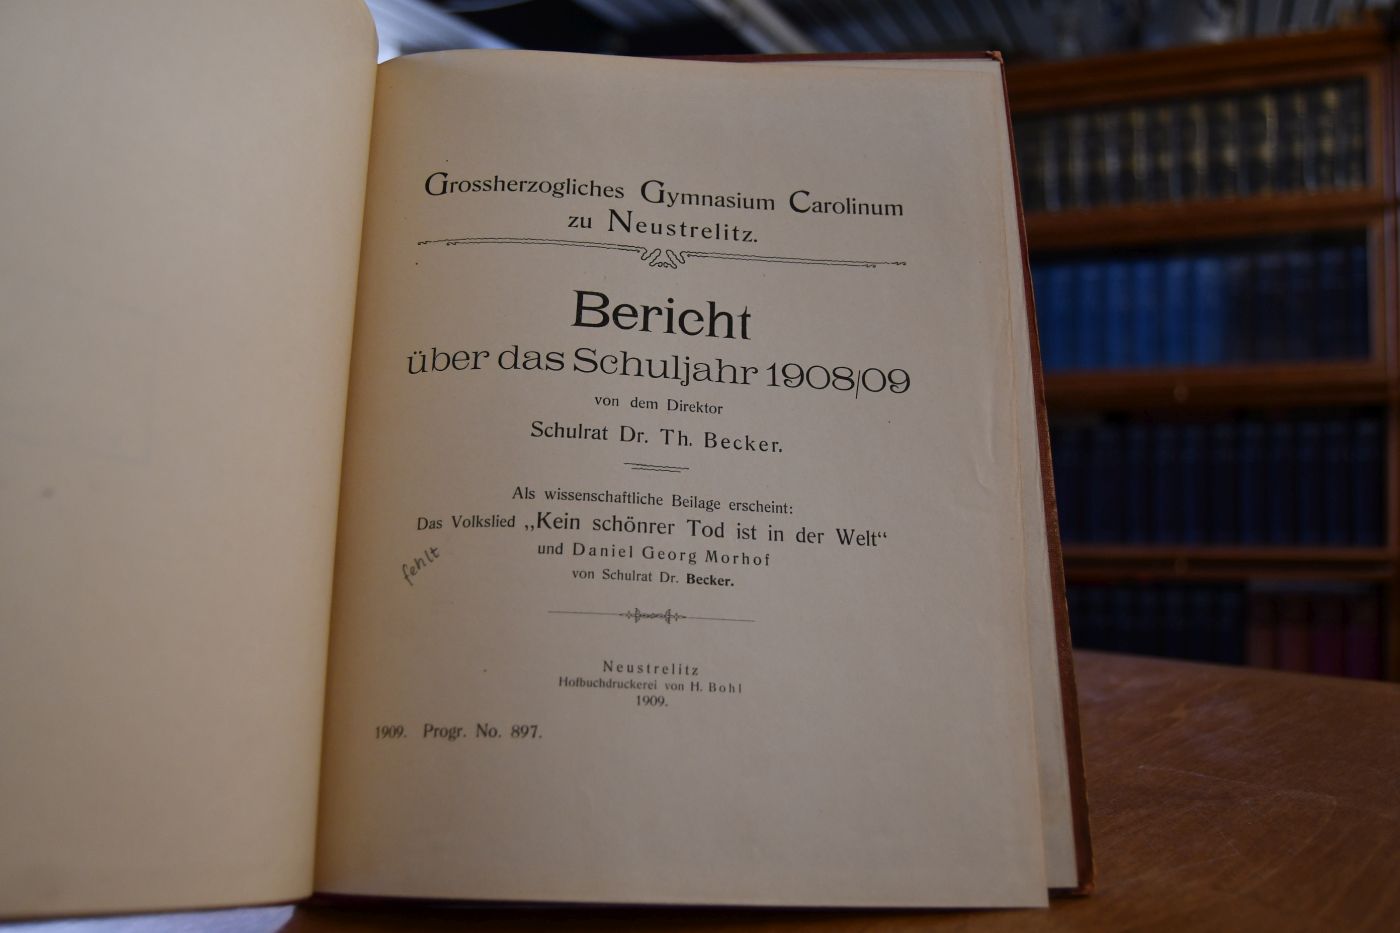 Grossherzogliches Gymnasium Carolinum
zu Neustrelitz.
Bericht
über das Schuljahr 1908/09
von dem Direktor
Schulrat Dr. Th. Becker.
Als wissenschaftliche Beilage erscheint:
Das Volkslied „Kein schönrer Tod ist in der Welt“
und Daniel Georg Morhof
fehlt
von Schulrat Dr. Becker.
Neustrelitz
Hofbuchdruckerei von H. Bohl
1909.
1909. Progr. No. 897.